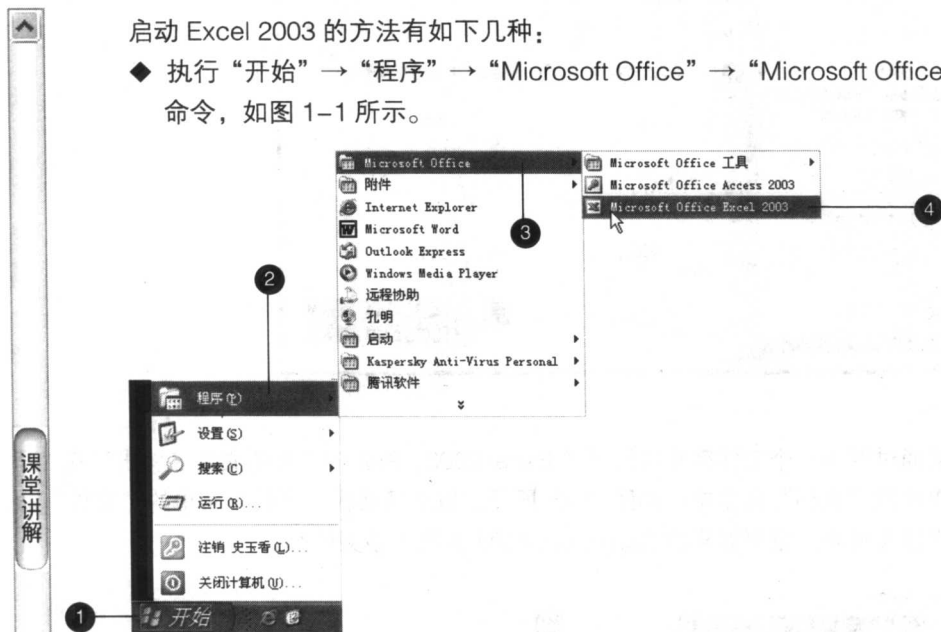 启动 Excel 2003 的方法有如下几种：
◆ 执行“开始”→“程序”→“Microsoft Office”→“Microsoft Office
命令，如图 1-1 所示。
Microsoft Office
附件
Internet Explorer
Microsoft Word
Outlook Express
Windows Media Player
远程协助
孔明
启动
Kaspersky Anti-Virus Personal
腾讯软件
Microsoft Office 工具
Microsoft Office Access 2003
Microsoft Office Excel 2003
3
4
2
程序(P)
设置(S)
搜索(C)
运行(R)...
注销 史玉香(L)...
关闭计算机(U)...
1
开始
课堂讲解